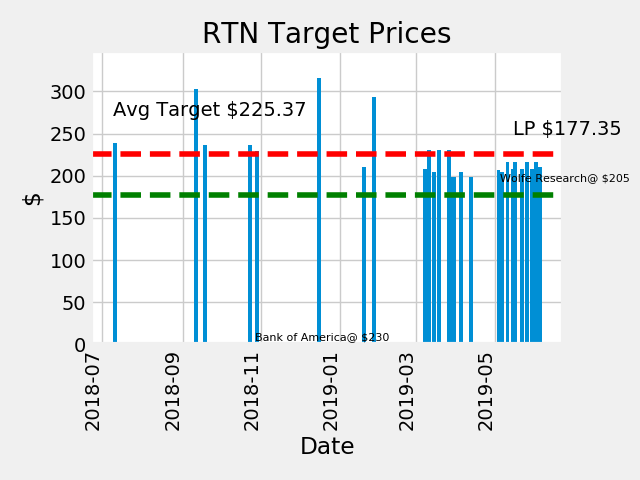 RTN Target Prices
300
Avg Target $225.37
250
LP $177.35
200
Wolfe Research@ $205
$
150
100
50
Bank of America@ $230
0
2018-07
2018-09
2018-11
2019-01
2019-03
2019-05
Date